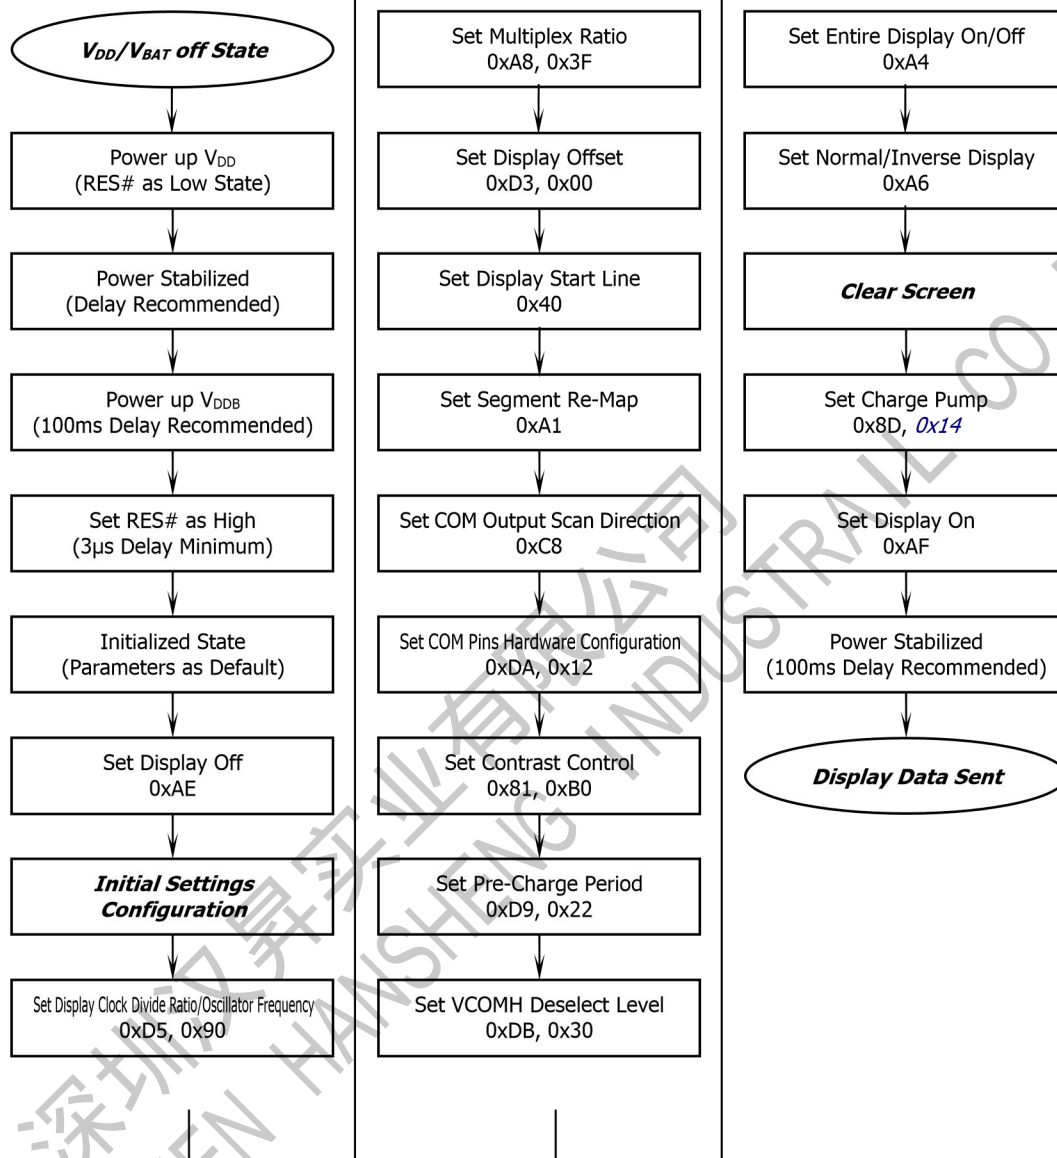 VDD/VBAT off State
Power up VDD
(RES# as Low State)
Power Stabilized
(Delay Recommended)
Power up VDDB
(100ms Delay Recommended)
Set RES# as High
(3µs Delay Minimum)
Initialized State
(Parameters as Default)
Set Display Off
0xAE
Initial Settings
Configuration
Set Display Clock Divide Ratio/Oscillator Frequency
0xD5, 0x90
Set Multiplex Ratio
0xA8, 0x3F
Set Display Offset
0xD3, 0x00
Set Display Start Line
0x40
Set Segment Re-Map
0xA1
Set COM Output Scan Direction
0xC8
Set COM Pins Hardware Configuration
0xDA, 0x12
Set Contrast Control
0x81, 0xB0
Set Pre-Charge Period
0xD9, 0x22
Set VCOMH Deselect Level
0xDB, 0x30
Set Entire Display On/Off
0xA4
Set Normal/Inverse Display
0xA6
Clear Screen
Set Charge Pump
0x8D, 0x14
Set Display On
0xAF
Power Stabilized
(100ms Delay Recommended)
Display Data Sent
深圳汉昇实业有限公司
HANSHENG INDUSTRAIL CO